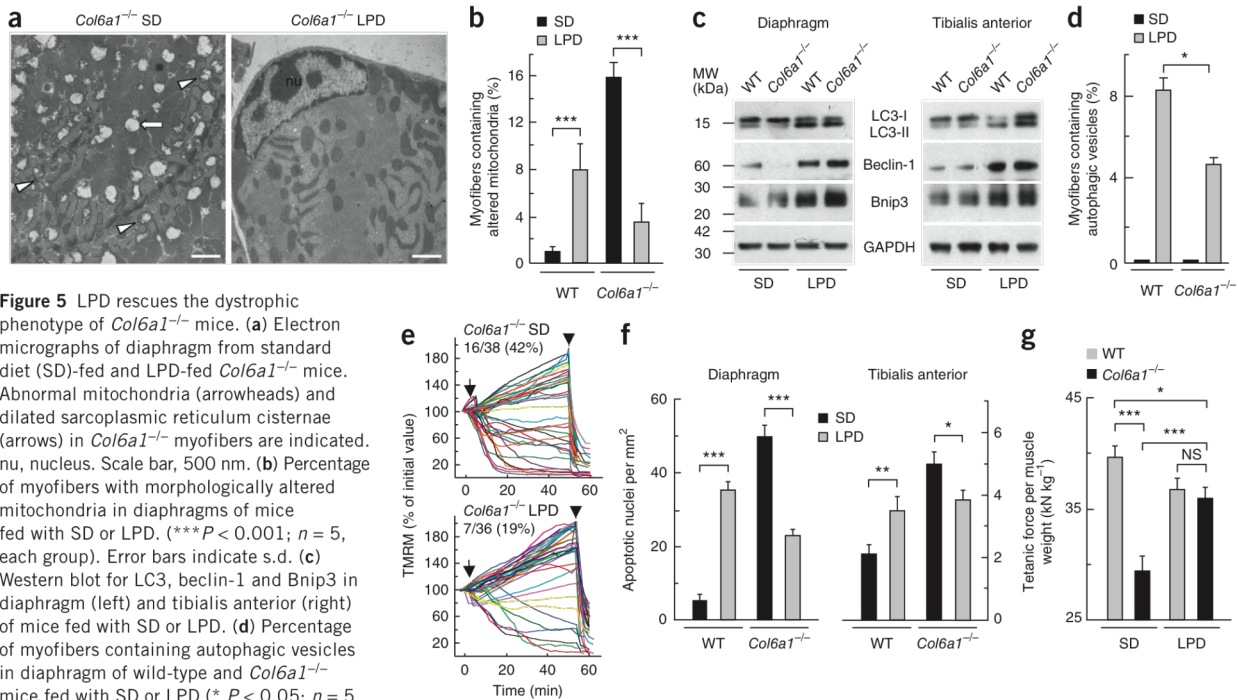 a
Col6a1–/– SD
Col6a1–/– LPD
nu
b
SD
LPD
***
***
16
12
8
4
0
Myofibers containing
altered mitochondria (%)
WT
Col6a1–/–
c
Diaphragm
Tibialis anterior
MW
(kDa)
WT
Col6a1–/–
WT
Col6a1–/–
WT
Col6a1–/–
WT
Col6a1–/–
15
LC3-I
LC3-II
60
Beclin-1
30
20
Bnip3
42
30
GAPDH
SD
LPD
SD
LPD
d
SD
LPD
*
8
4
0
Myofibers containing
autophagic vesicles (%)
WT
Col6a1–/–
Figure 5 LPD rescues the dystrophic
phenotype of Col6a1–/– mice. (a) Electron
micrographs of diaphragm from standard
diet (SD)-fed and LPD-fed Col6a1–/– mice.
Abnormal mitochondria (arrowheads) and
dilated sarcoplasmic reticulum cisternae
(arrows) in Col6a1–/– myofibers are indicated.
nu, nucleus. Scale bar, 500 nm. (b) Percentage
of myofibers with morphologically altered
mitochondria in diaphragms of mice
fed with SD or LPD. (***P < 0.001; n = 5,
each group). Error bars indicate s.d. (c)
Western blot for LC3, beclin-1 and Bnip3 in
diaphragm (left) and tibialis anterior (right)
of mice fed with SD or LPD. (d) Percentage
of myofibers containing autophagic vesicles
in diaphragm of wild-type and Col6a1–/–
mice fed with SD or LPD (* P < 0.05; n = 5,
e
Col6a1–/– SD
16/38 (42%)
180
140
100
60
20
0
20
40
60
Col6a1–/– LPD
7/36 (19%)
180
140
100
60
20
0
20
40
60
TMRM (% of initial value)
Time (min)
f
Diaphragm
Tibialis anterior
SD
LPD
***
***
**
*
60
40
20
0
6
4
2
0
Apoptotic nuclei per mm2
WT
Col6a1–/–
WT
Col6a1–/–
g
WT
Col6a1–/–
*
***
***
NS
45
35
25
Tetanic force per muscle
weight (kN kg–1)
SD
LPD